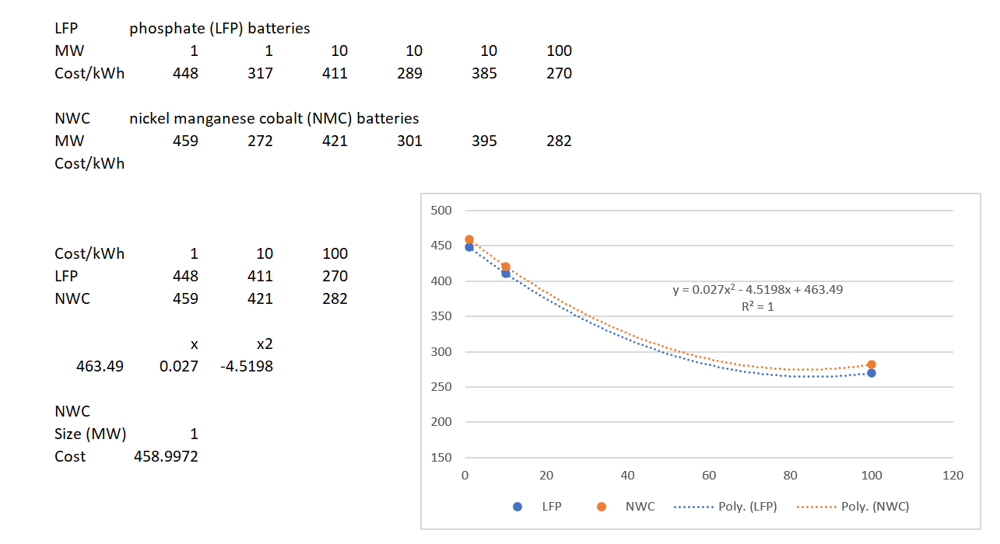 LFP phosphate (LFP) batteries
MW 1 1 10 10 10 100
Cost/kWh 448 317 411 289 385 270
NWC nickel manganese cobalt (NMC) batteries
MW 459 272 421 301 395 282
Cost/kWh
Cost/kWh 1 10 100
LFP 448 411 270
NWC 459 421 282
x x2
463.49 0.027 -4.5198
NWC
Size (MW) 1
Cost 458.9972
500
450
400
350
300
250
200
150
y = 0.027x² - 4.5198x + 463.49
R² = 1
0 20 40 60 80 100 120
LFP NWC Poly. (LFP) Poly. (NWC)